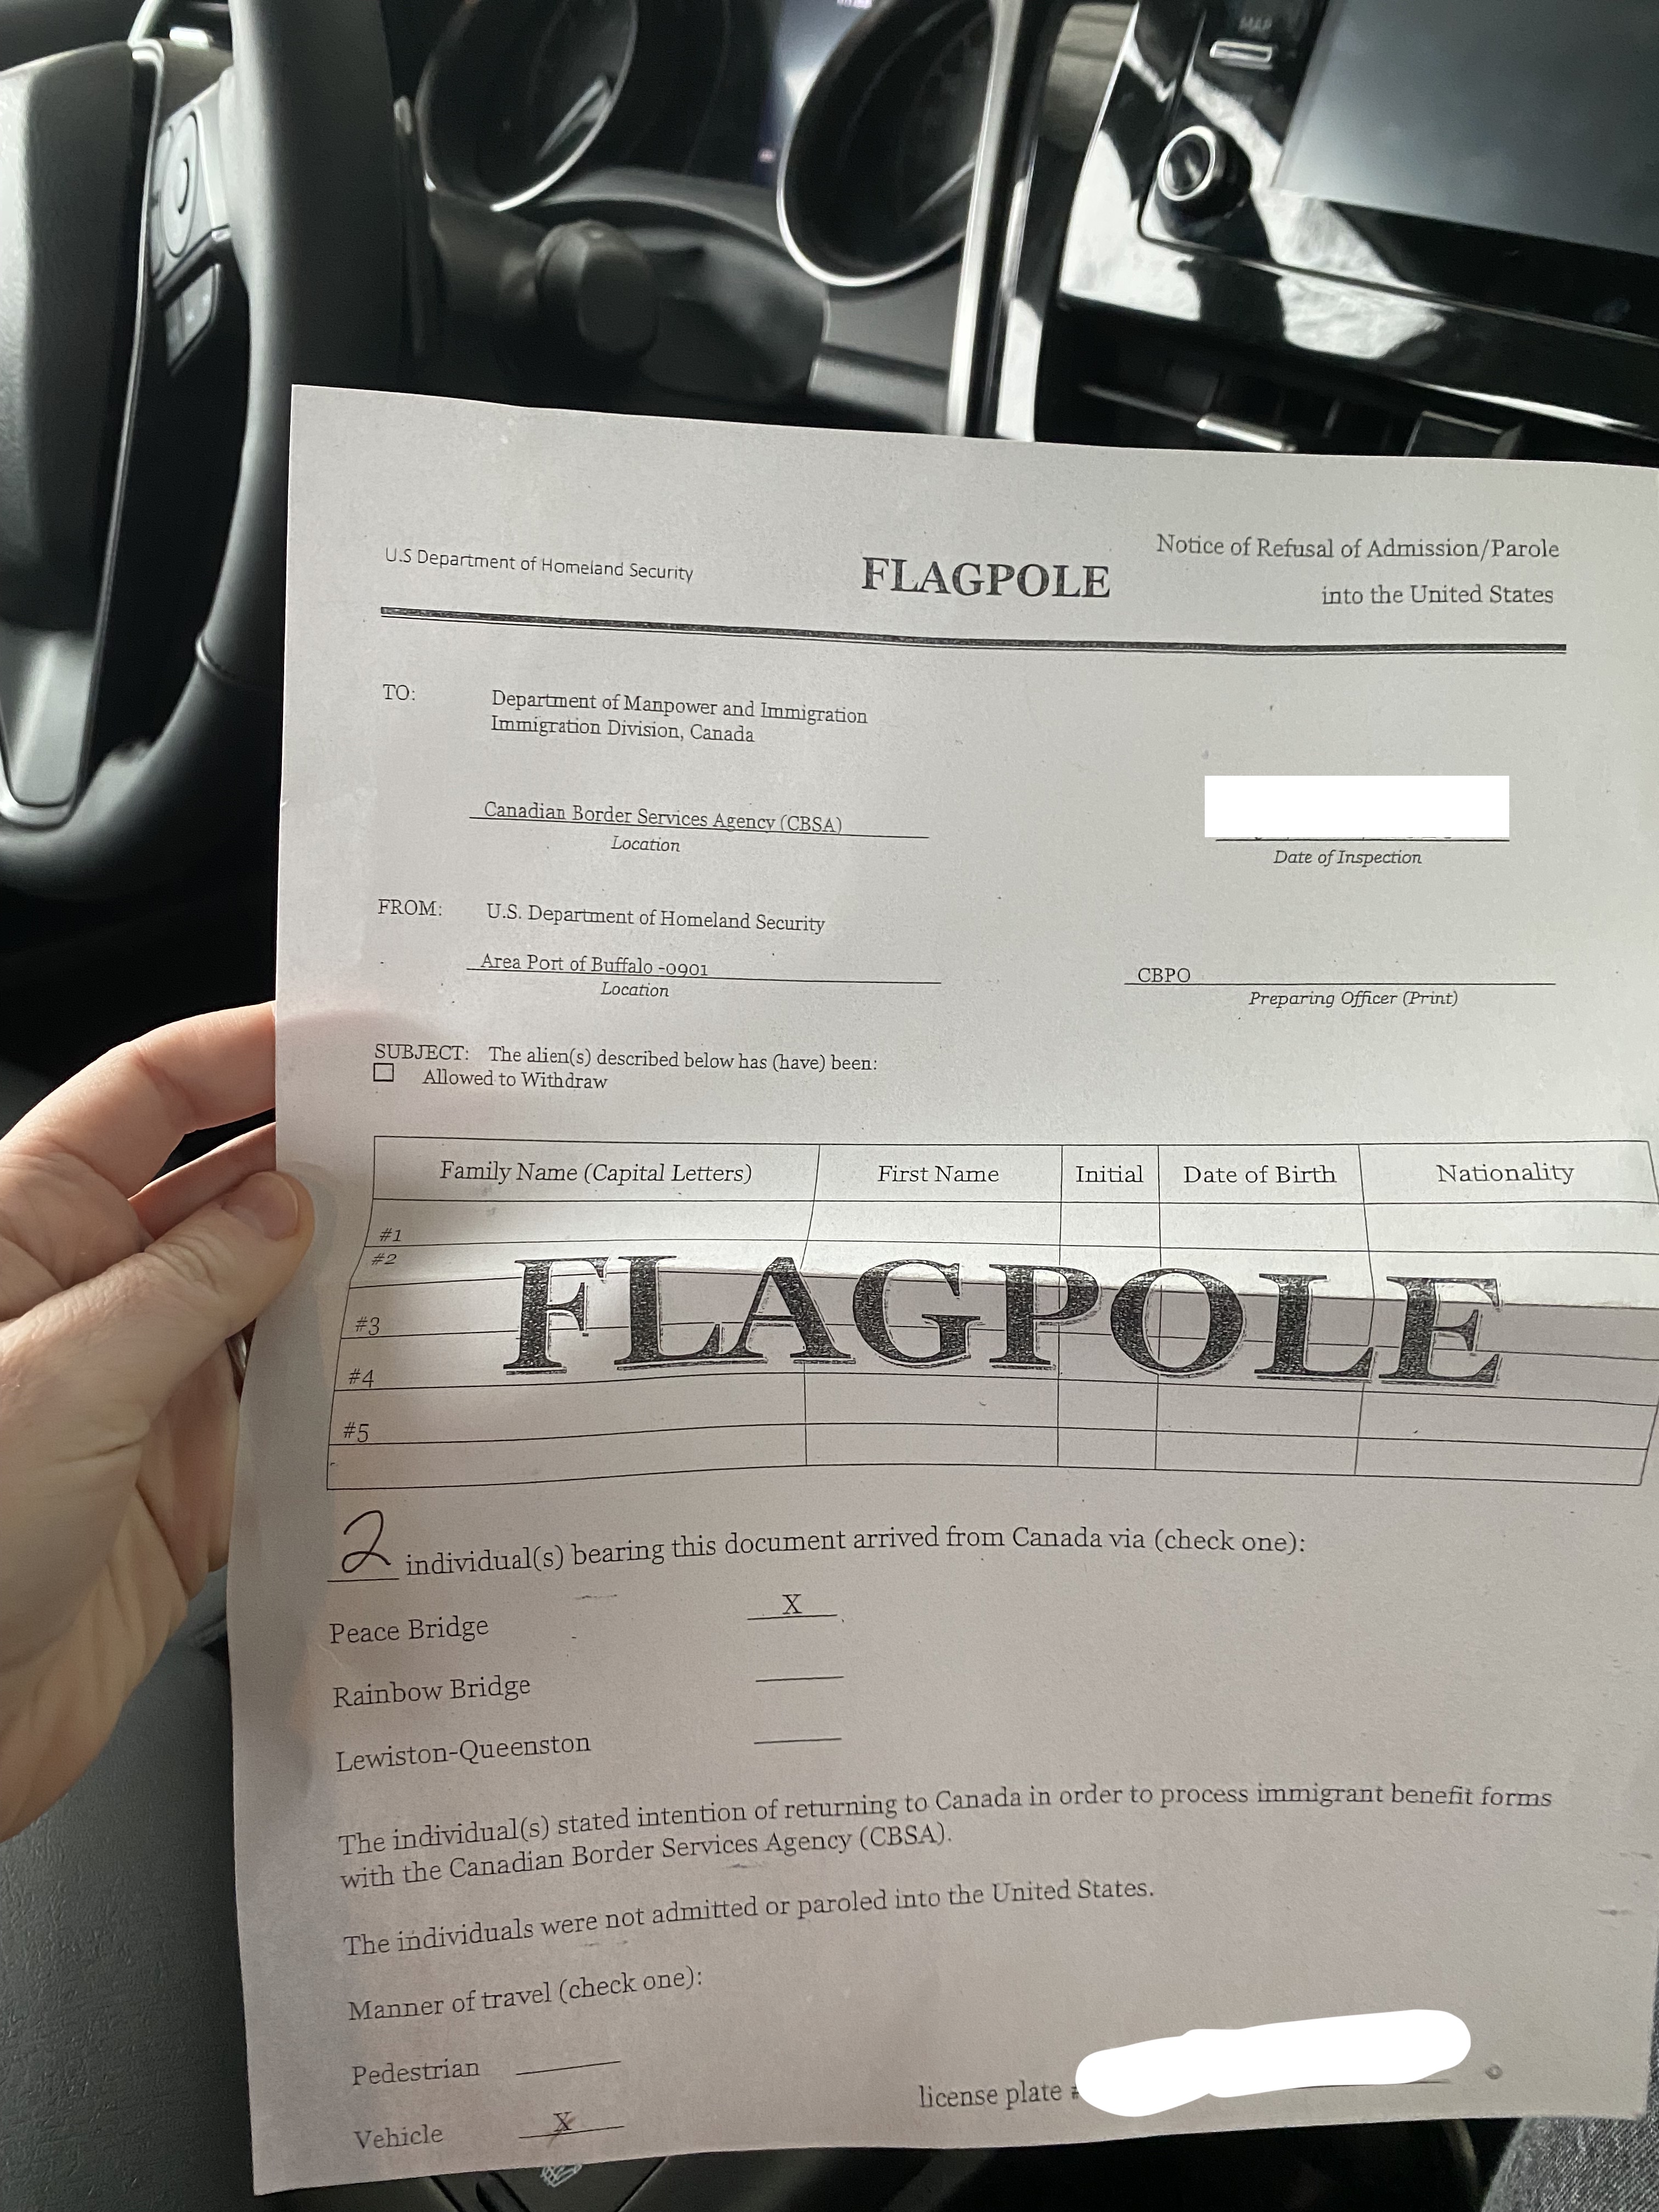 MAP
U.S Department of Homeland Security
FLAGPOLE
Notice of Refusal of Admission/Parole
into the United States
TO:
Department of Manpower and Immigration
Immigration Division, Canada
Canadian Border Services Agency (CBSA)
Location
Date of Inspection
FROM:
U.S. Department of Homeland Security
Area Port of Buffalo -0901
Location
CBPO
Preparing Officer (Print)
SUBJECT: The alien(s) described below has (have) been:
Allowed to Withdraw
Family Name (Capital Letters) First Name Initial Date of Birth Nationality
#1
#2
FLAGPOLE
#3
#4
#5
2 individual(s) bearing this document arrived from Canada via (check one):
Peace Bridge X
Rainbow Bridge
Lewiston-Queenston
The individual(s) stated intention of returning to Canada in order to process immigrant benefit forms
with the Canadian Border Services Agency (CBSA).
The individuals were not admitted or paroled into the United States.
Manner of travel (check one):
Pedestrian
license plate #
Vehicle X